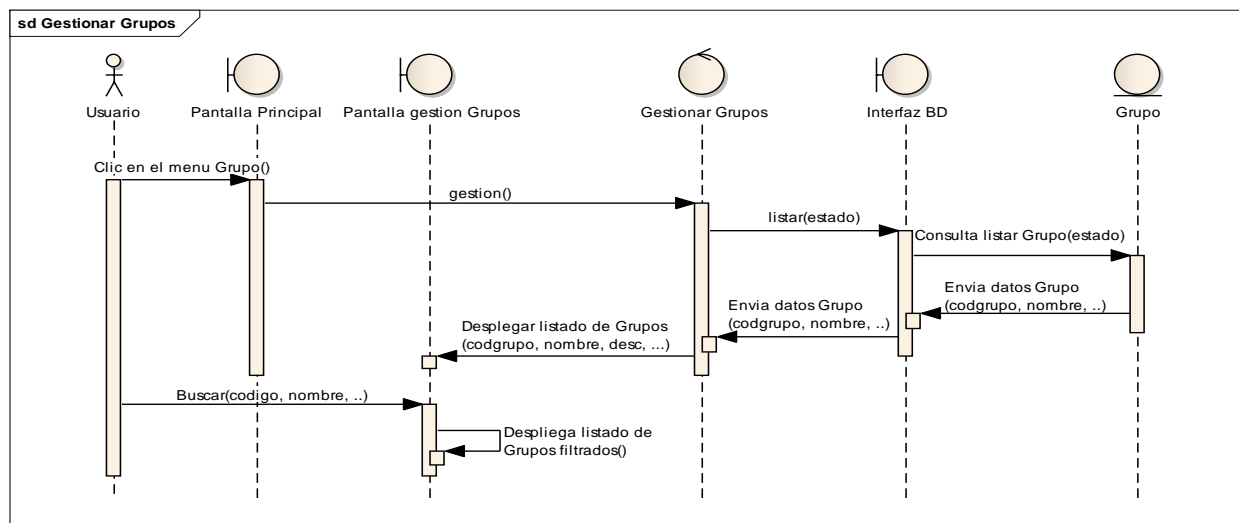 sd Gestionar Grupos
Usuario
Pantalla Principal
Pantalla gestion Grupos
Gestionar Grupos
Interfaz BD
Grupo
Clic en el menu Grupo()
gestion()
listar(estado)
Consulta listar Grupo(estado)
Envia datos Grupo
(codgrupo, nombre, ..)
Envia datos Grupo
(codgrupo, nombre, ..)
Desplegar listado de Grupos
(codgrupo, nombre, desc, ...)
Buscar(codigo, nombre, ..)
Despliega listado de
Grupos filtrados()